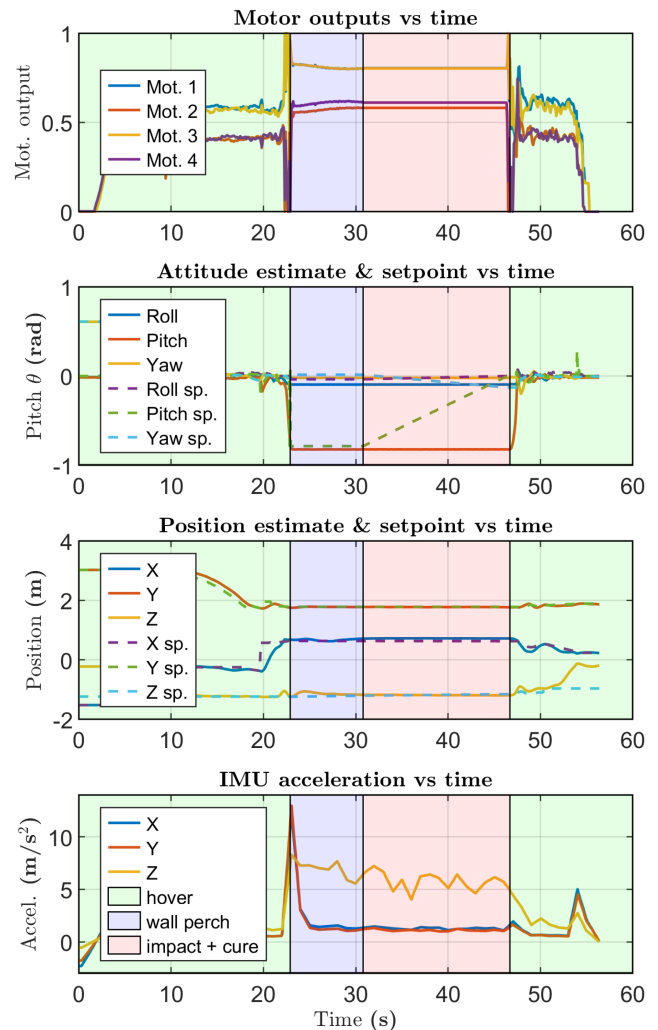 Motor outputs vs time
1
0.5
0
Mot. output
Mot. 1
Mot. 2
Mot. 3
Mot. 4
0 10 20 30 40 50 60
Attitude estimate & setpoint vs time
1
0
-1
Pitch θ (rad)
Roll
Pitch
Yaw
Roll sp.
Pitch sp.
Yaw sp.
0 10 20 30 40 50 60
Position estimate & setpoint vs time
4
2
0
-2
Position (m)
X
Y
Z
X sp.
Y sp.
Z sp.
0 10 20 30 40 50 60
IMU acceleration vs time
10
5
0
Accel. (m/s²)
X
Y
Z
hover
wall perch
impact + cure
0 10 20 30 40 50 60
Time (s)